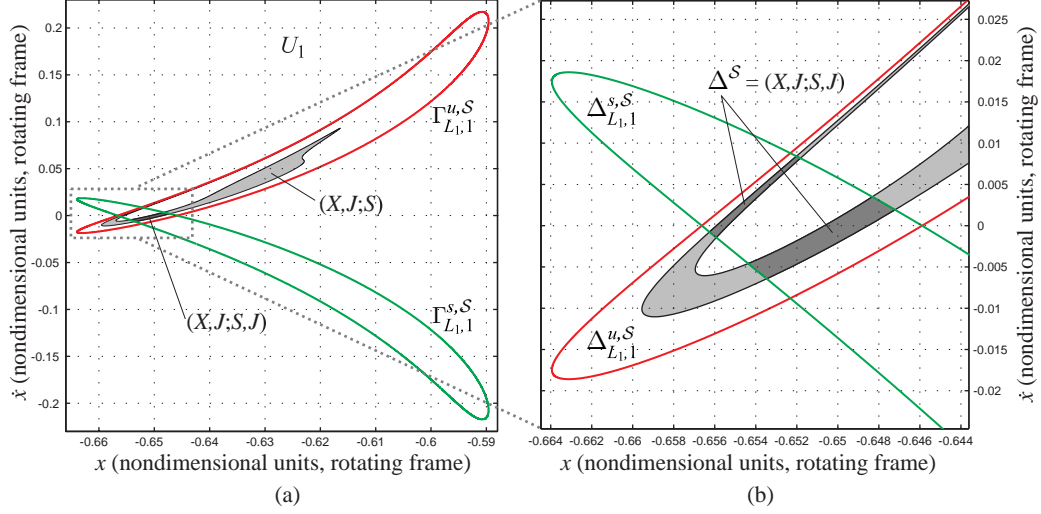 0.2
0.15
0.1
0.05
0
-0.05
-0.1
-0.15
-0.2
ẋ (nondimensional units, rotating frame)
U₁
Γ^{u,𝒮}_{L₁,1}
(X,J;S)
(X,J;S,J)
Γ^{s,𝒮}_{L₁,1}
-0.66 -0.65 -0.64 -0.63 -0.62 -0.61 -0.6 -0.59
x (nondimensional units, rotating frame)
(a)
Δ^𝒮 = (X,J;S,J)
Δ^{s,𝒮}_{L₁,1}
Δ^{u,𝒮}_{L₁,1}
0.025
0.02
0.015
0.01
0.005
0
-0.005
-0.01
-0.015
-0.02
ẋ (nondimensional units, rotating frame)
-0.664 -0.662 -0.66 -0.658 -0.656 -0.654 -0.652 -0.65 -0.648 -0.646 -0.644
x (nondimensional units, rotating frame)
(b)